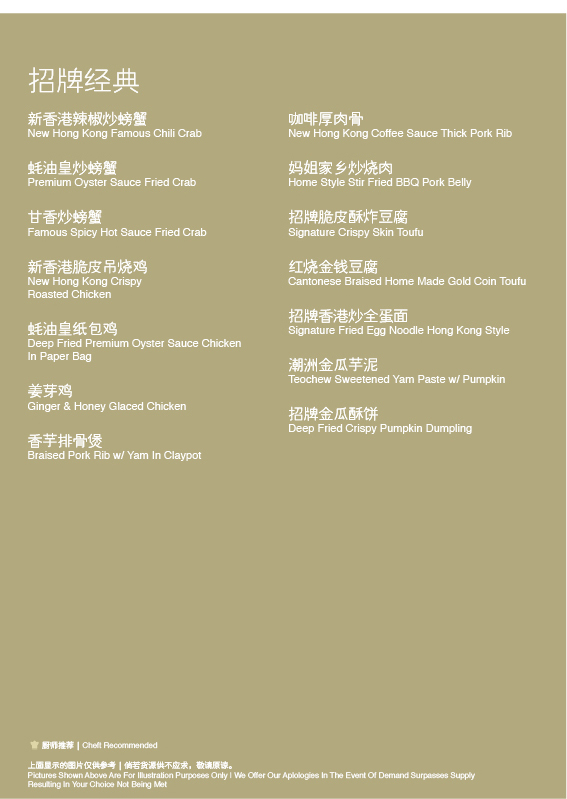 招牌经典
新香港辣椒炒螃蟹
New Hong Kong Famous Chili Crab
蚝油皇炒螃蟹
Premium Oyster Sauce Fried Crab
甘香炒螃蟹
Famous Spicy Hot Sauce Fried Crab
新香港脆皮吊烧鸡
New Hong Kong Crispy
Roasted Chicken
蚝油皇纸包鸡
Deep Fried Premium Oyster Sauce Chicken
In Paper Bag
姜芽鸡
Ginger & Honey Glaced Chicken
香芋排骨煲
Braised Pork Rib w/ Yam In Claypot
咖啡厚肉骨
New Hong Kong Coffee Sauce Thick Pork Rib
妈姐家乡炒烧肉
Home Style Stir Fried BBQ Pork Belly
招牌脆皮酥炸豆腐
Signature Crispy Skin Toufu
红烧金钱豆腐
Cantonese Braised Home Made Gold Coin Toufu
招牌香港炒全蛋面
Signature Fried Egg Noodle Hong Kong Style
潮洲金瓜芋泥
Teochew Sweetened Yam Paste w/ Pumpkin
招牌金瓜酥饼
Deep Fried Crispy Pumpkin Dumpling
厨师推荐 | Cheft Recommended
上面显示的图片仅供参考 | 倘若货源供不应求，敬请原谅。
Pictures Shown Above Are For Illustration Purposes Only | We Offer Our Aplologies In The Event Of Demand Surpasses Supply
Resulting In Your Choice Not Being Met